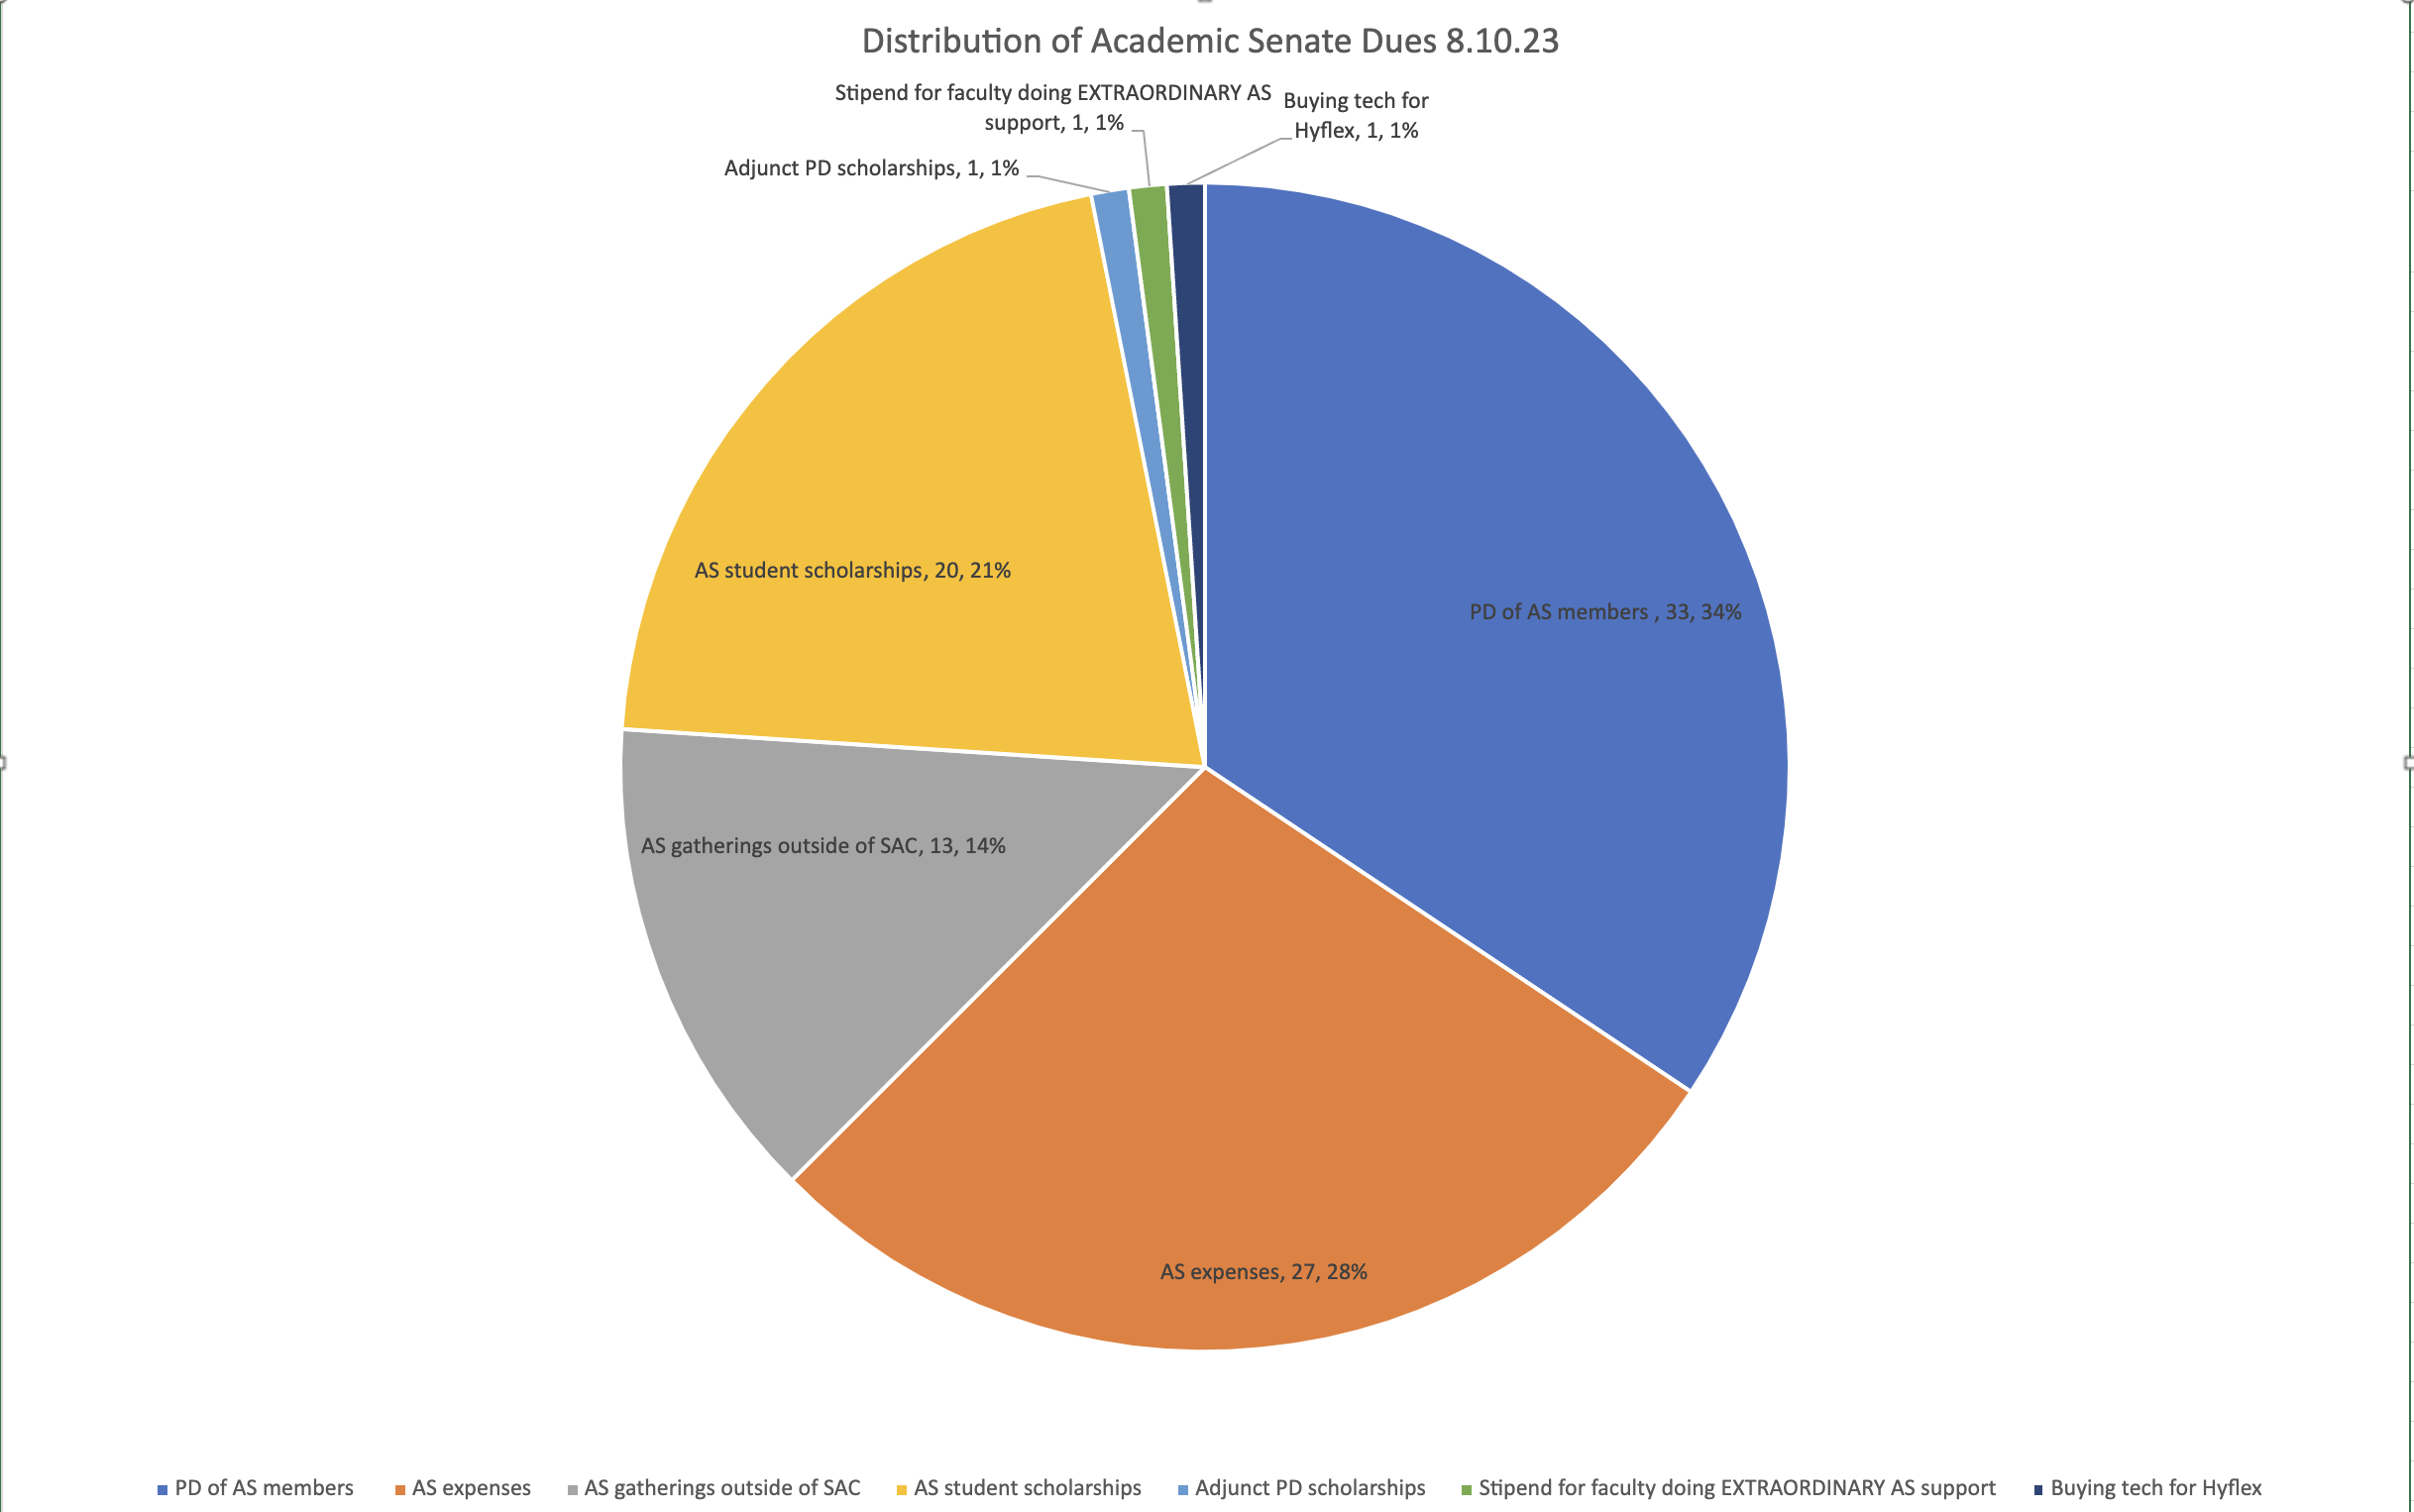 Distribution of Academic Senate Dues 8.10.23
Stipend for faculty doing EXTRAORDINARY AS
support, 1, 1%
Buying tech for
Hyflex, 1, 1%
Adjunct PD scholarships, 1, 1%
AS student scholarships, 20, 21%
PD of AS members , 33, 34%
AS gatherings outside of SAC, 13, 14%
AS expenses, 27, 28%
PD of AS members
AS expenses
AS gatherings outside of SAC
AS student scholarships
Adjunct PD scholarships
Stipend for faculty doing EXTRAORDINARY AS support
Buying tech for Hyflex